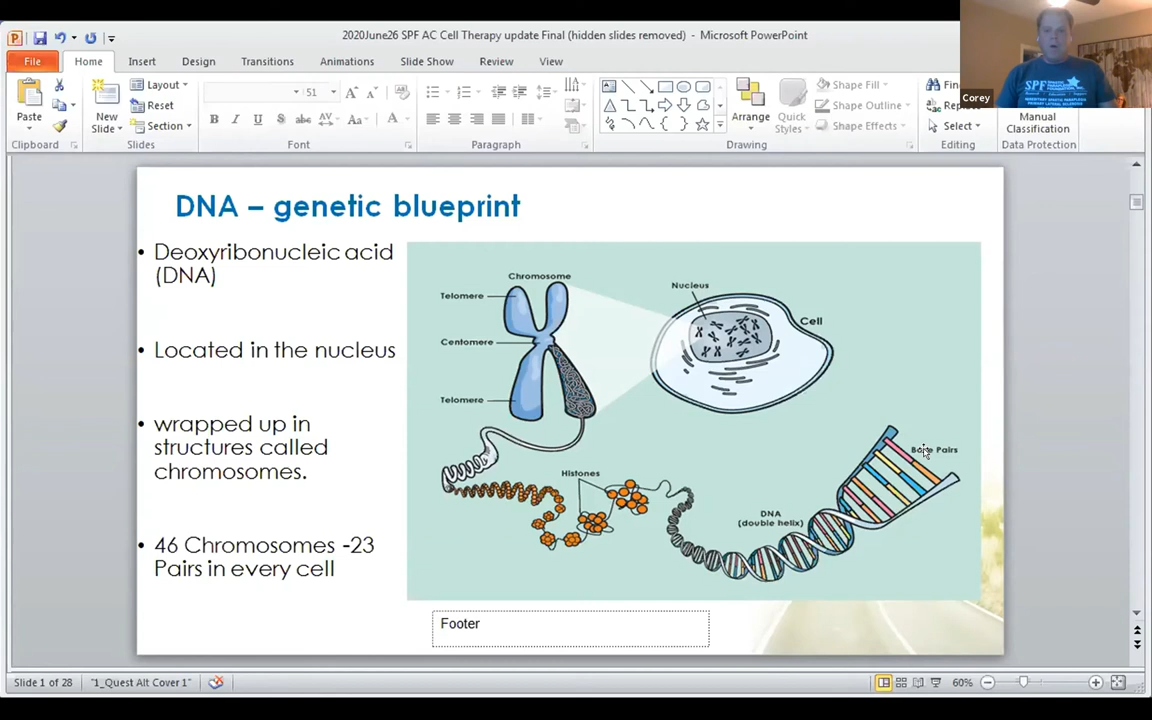 2020June26 SPF AC Cell Therapy update Final (hidden slides removed) - Microsoft PowerPoint
File Home Insert Design Transitions Animations Slide Show Review View
Paste
Clipboard
New
Slide
Layout
Reset
Section
Slides
51
Font
Paragraph
Arrange
Quick
Styles
Shape Fill
Shape Outline
Shape Effects
Drawing
Select
Editing
Manual
Classification
Data Protection
Corey
SPF
DNA – genetic blueprint
• Deoxyribonucleic acid
(DNA)
• Located in the nucleus
• wrapped up in
structures called
chromosomes.
• 46 Chromosomes -23
Pairs in every cell
Chromosome
Telomere
Centomere
Telomere
Nucleus
Cell
Histones
DNA
(double helix)
Pairs
Footer
Slide 1 of 28
"1_Quest Alt Cover 1"
60%